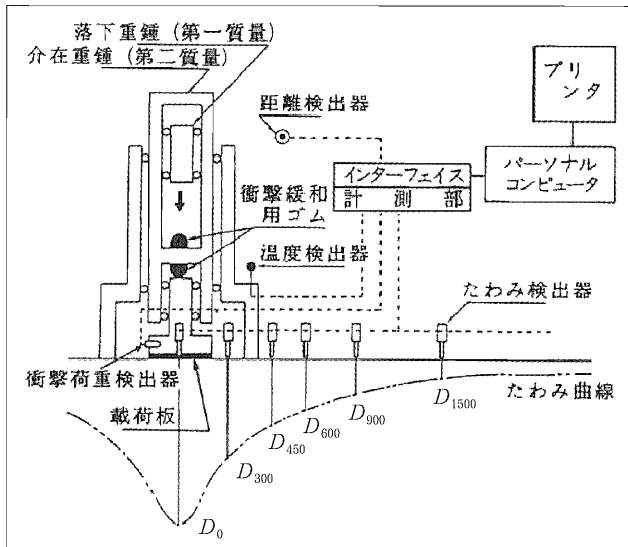 落下重錘(第一質量)
分在重錘(第二質量)
プリ
ンタ
距離検出器
インターフェイス
計測部
パーソナル
コンピュータ
衝撃緩和
用ゴム
温度検出器
たわみ検出器
衝撃荷重検出器
載荷板
たわみ曲線
D1500
D900
D600
D450
D300
D0